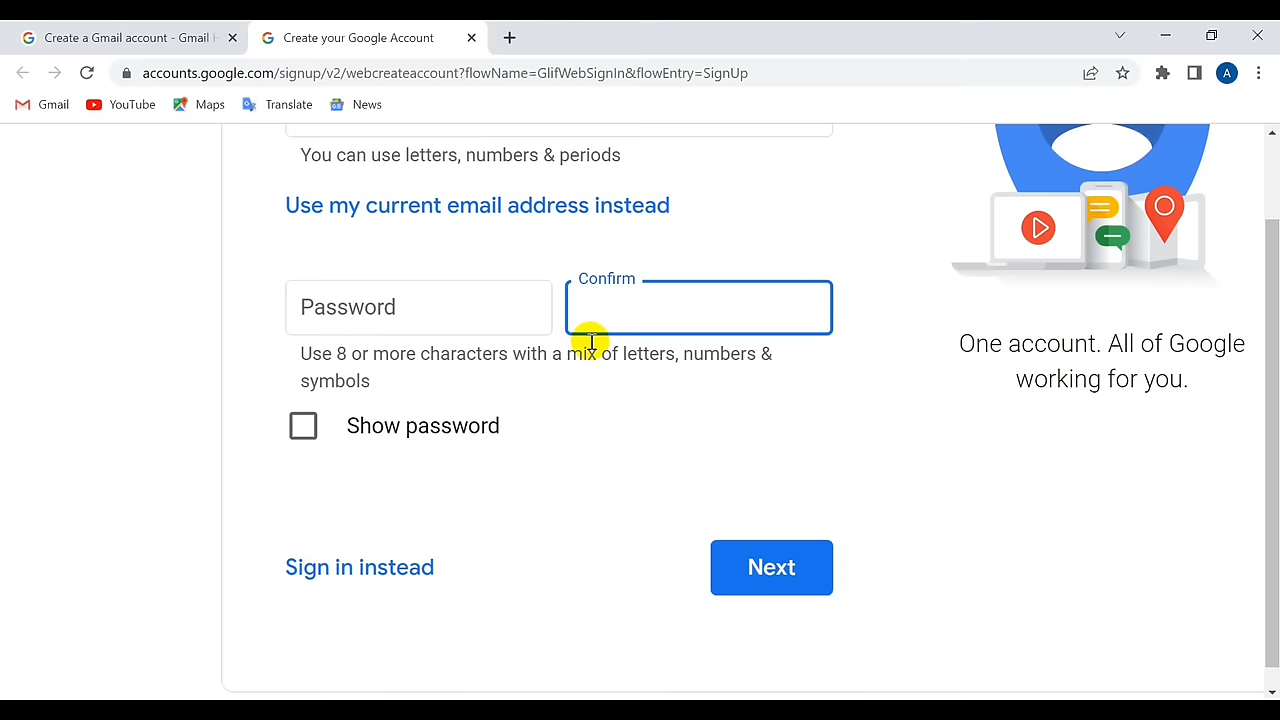 Create a Gmail account - Gmail
Create your Google Account
accounts.google.com/signup/v2/webcreateaccount?flowName=GlifWebSignIn&flowEntry=SignUp
A
Gmail
YouTube
Maps
Translate
News
You can use letters, numbers & periods
Use my current email address instead
Confirm
Password
Use 8 or more characters with a mix of letters, numbers &
symbols
Show password
Sign in instead
Next
One account. All of Google
working for you.